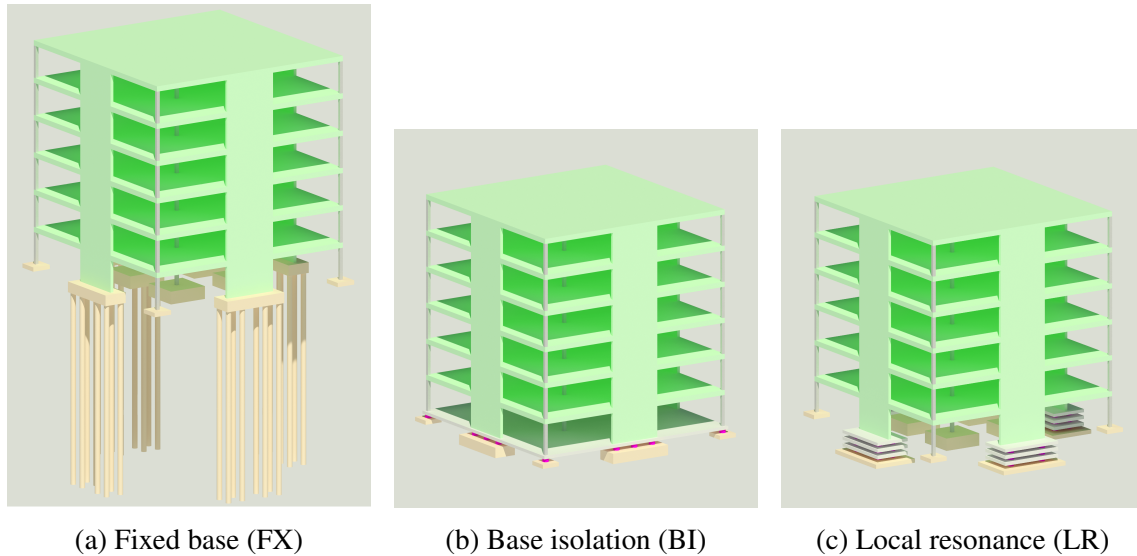 (a) Fixed base (FX)
(b) Base isolation (BI)
(c) Local resonance (LR)